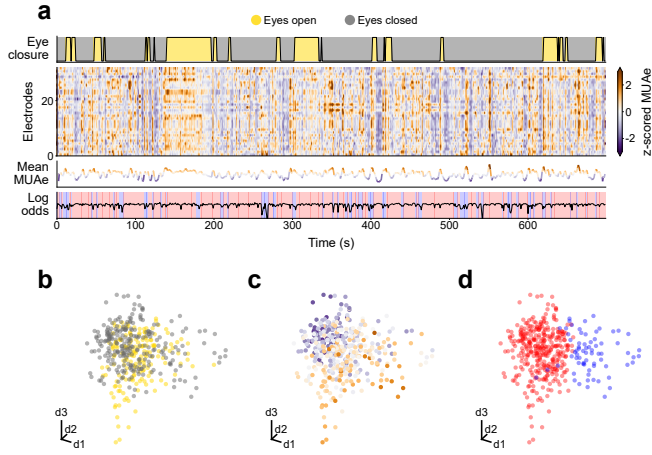 a
Eyes open
Eyes closed
Eye
closure
Electrodes
20
0
2
0
-2
z-scored MUAe
Mean
MUAe
Log
odds
0 100 200 300 400 500 600
Time (s)
b
c
d
d3
d2
d1
d3
d2
d1
d3
d2
d1